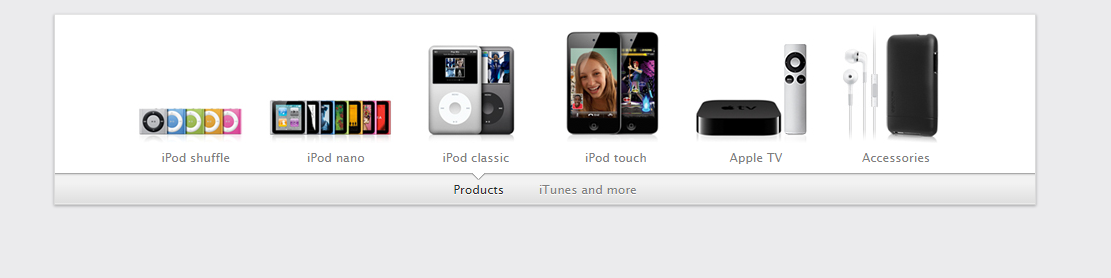 iPod shuffle
iPod nano
iPod classic
iPod touch
Apple TV
Accessories
Products
iTunes and more